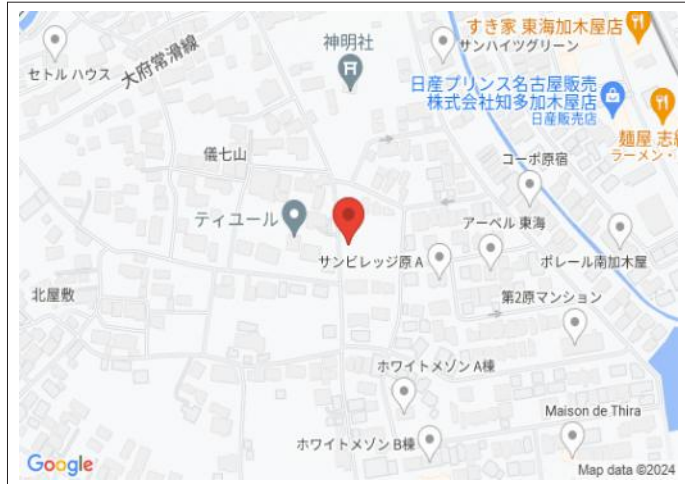 すき家 東海加木屋店
サンハイツグリーン
神明社
セトル ハウス
大府常滑線
日産プリンス名古屋販売
株式会社知多加木屋店
日産販売店
麺屋 志
ラーメン・
儀七山
コーポ原宿
ティユール
アーベル 東海
サンビレッジ原 A
ポレール南加木屋
北屋敷
第2原マンション
ホワイトメゾン A棟
Maison de Thira
ホワイトメゾン B棟
Google
Map data ©2024